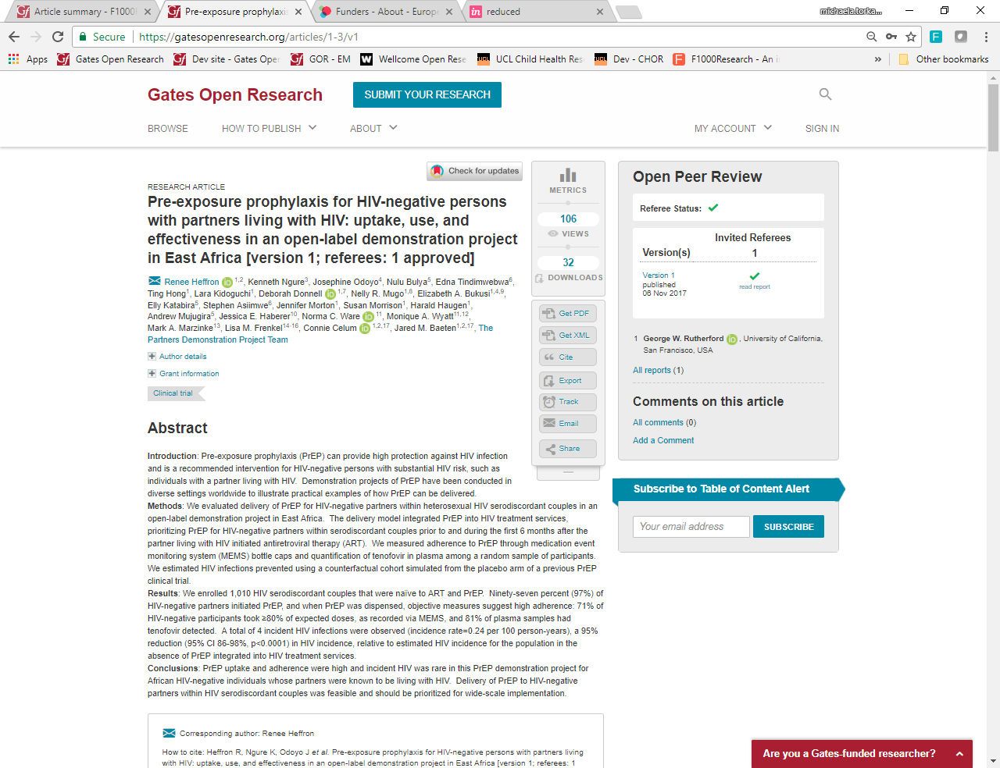 Article summary - F1000
Pre-exposure prophylaxis
Funders - About - Europe
in reduced
michaela.torka...
Secure https://gatesopenresearch.org/articles/1-3/v1
Apps
Gates Open Research
Dev site - Gates Open
GOR - EM
Wellcome Open Rese
UCL Child Health Res
Dev - CHOR
F1000Research - An i
Other bookmarks
Gates Open Research
SUBMIT YOUR RESEARCH
BROWSE
HOW TO PUBLISH
ABOUT
MY ACCOUNT
SIGN IN
Check for updates
RESEARCH ARTICLE
Pre-exposure prophylaxis for HIV-negative persons
with partners living with HIV: uptake, use, and
effectiveness in an open-label demonstration project
in East Africa [version 1; referees: 1 approved]
Renee Heffron iD 1,2, Kenneth Ngure3, Josephine Odoyo4, Nulu Bulya5, Edna Tindimwebwa6,
Ting Hong1, Lara Kidoguchi1, Deborah Donnell iD 1,7, Nelly R. Mugo1,8, Elizabeth A. Bukusi1,4,9,
Elly Katabira5, Stephen Asiimwe6, Jennifer Morton1, Susan Morrison1, Harald Haugen1,
Andrew Mujugira5, Jessica E. Haberer10, Norma C. Ware iD 11, Monique A. Wyatt11,12,
Mark A. Marzinke13, Lisa M. Frenkel14-16, Connie Celum iD 1,2,17, Jared M. Baeten1,2,17, The
Partners Demonstration Project Team
Author details
Grant information
Clinical trial
Abstract
Introduction: Pre-exposure prophylaxis (PrEP) can provide high protection against HIV infection
and is a recommended intervention for HIV-negative persons with substantial HIV risk, such as
individuals with a partner living with HIV. Demonstration projects of PrEP have been conducted in
diverse settings worldwide to illustrate practical examples of how PrEP can be delivered.
Methods: We evaluated delivery of PrEP for HIV-negative partners within heterosexual HIV serodiscordant couples in an
open-label demonstration project in East Africa. The delivery model integrated PrEP into HIV treatment services,
prioritizing PrEP for HIV-negative partners within serodiscordant couples prior to and during the first 6 months after the
partner living with HIV initiated antiretroviral therapy (ART). We measured adherence to PrEP through medication event
monitoring system (MEMS) bottle caps and quantification of tenofovir in plasma among a random sample of participants.
We estimated HIV infections prevented using a counterfactual cohort simulated from the placebo arm of a previous PrEP
clinical trial.
Results: We enrolled 1,010 HIV serodiscordant couples that were naïve to ART and PrEP. Ninety-seven percent (97%) of
HIV-negative partners initiated PrEP, and when PrEP was dispensed, objective measures suggest high adherence: 71% of
HIV-negative participants took ≥80% of expected doses, as recorded via MEMS, and 81% of plasma samples had
tenofovir detected. A total of 4 incident HIV infections were observed (incidence rate=0.24 per 100 person-years), a 95%
reduction (95% CI 86-98%, p<0.0001) in HIV incidence, relative to estimated HIV incidence for the population in the
absence of PrEP integrated into HIV treatment services.
Conclusions: PrEP uptake and adherence were high and incident HIV was rare in this PrEP demonstration project for
African HIV-negative individuals whose partners were known to be living with HIV. Delivery of PrEP to HIV-negative
partners within HIV serodiscordant couples was feasible and should be prioritized for wide-scale implementation.
Corresponding author: Renee Heffron
How to cite: Heffron R, Ngure K, Odoyo J et al. Pre-exposure prophylaxis for HIV-negative persons with partners living
with HIV: uptake, use, and effectiveness in an open-label demonstration project in East Africa [version 1; referees: 1
METRICS
106
VIEWS
32
DOWNLOADS
Get PDF
Get XML
Cite
Export
Track
Email
Share
Open Peer Review
Referee Status:
Invited Referees
Version(s) 1
Version 1
published
06 Nov 2017
read report
1 George W. Rutherford iD , University of California,
San Francisco, USA
All reports (1)
Comments on this article
All comments (0)
Add a Comment
Subscribe to Table of Content Alert
Your email address
SUBSCRIBE
Are you a Gates-funded researcher?